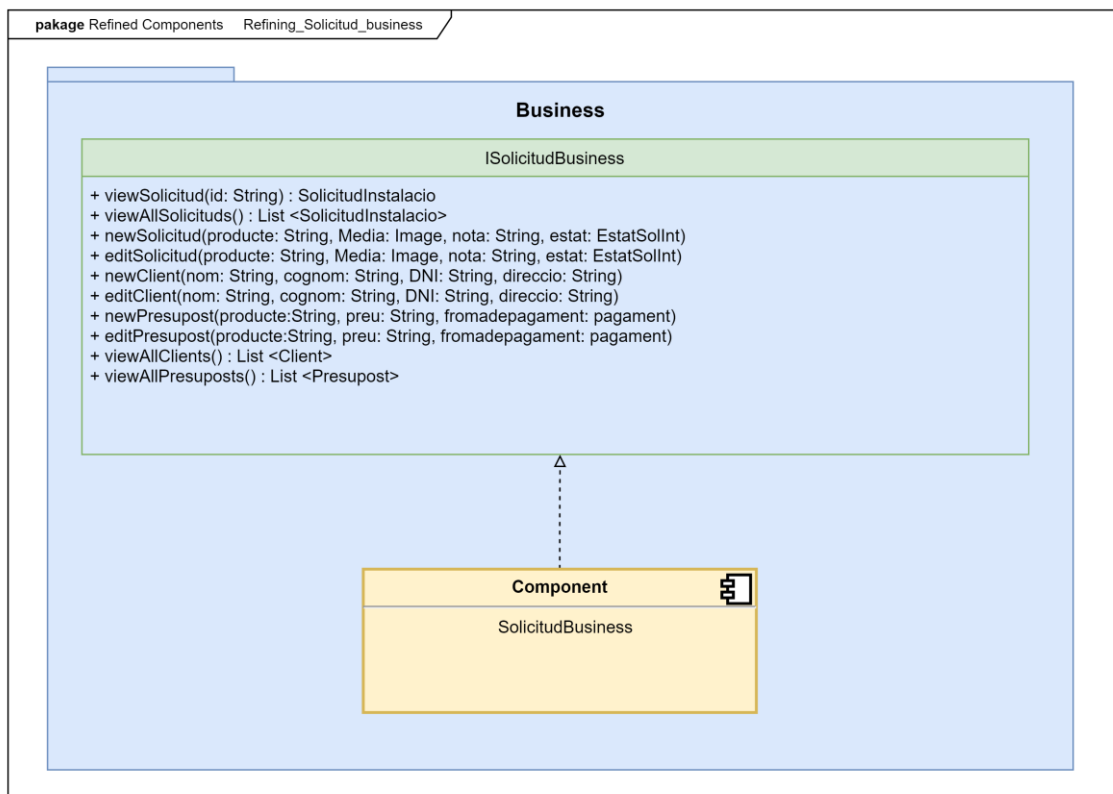 pakage Refined Components Refining_Solicitud_business
Business
ISolicitudBusiness
+ viewSolicitud(id: String) : SolicitudInstalacio
+ viewAllSolicituds() : List <SolicitudInstalacio>
+ newSolicitud(producte: String, Media: Image, nota: String, estat: EstatSolInt)
+ editSolicitud(producte: String, Media: Image, nota: String, estat: EstatSolInt)
+ newClient(nom: String, cognom: String, DNI: String, direccio: String)
+ editClient(nom: String, cognom: String, DNI: String, direccio: String)
+ newPresupost(producte:String, preu: String, fromadepagament: pagament)
+ editPresupost(producte:String, preu: String, fromadepagament: pagament)
+ viewAllClients() : List <Client>
+ viewAllPresuposts() : List <Presupost>
Component
SolicitudBusiness